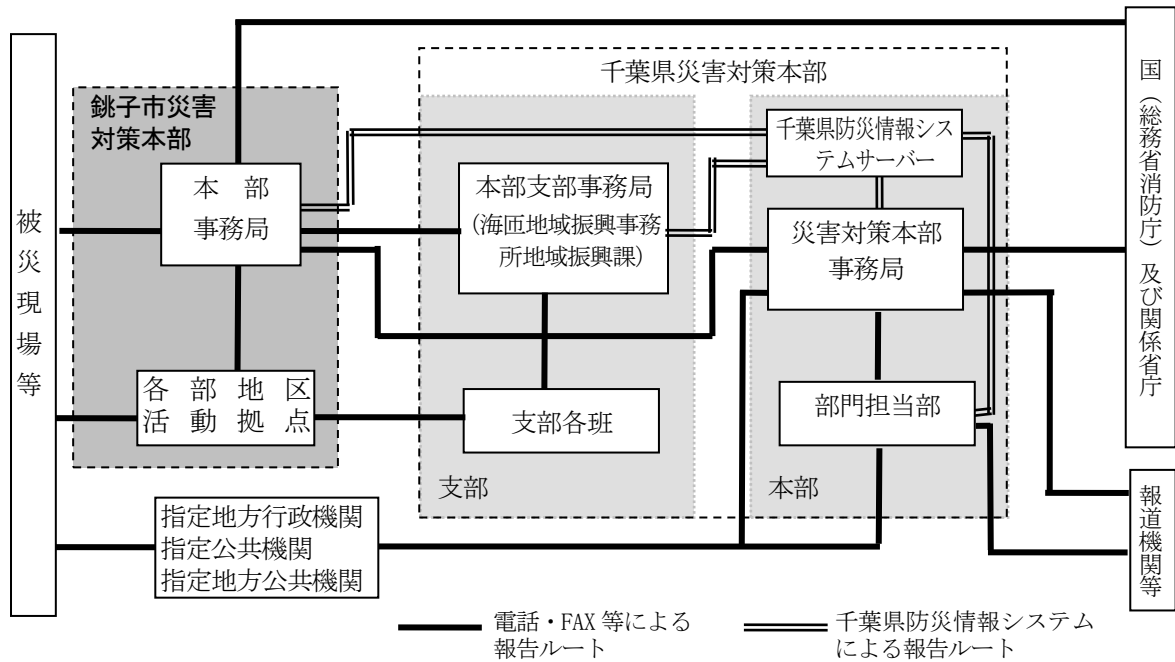 被災現場等
銚子市災害
対策本部
本 部
事務局
各部地区
活動拠点
指定地方行政機関
指定公共機関
指定地方公共機関
千葉県災害対策本部
本部支部事務局
(海匝地域振興事務
所地域振興課)
支部各班
支部
千葉県防災情報シス
テムサーバー
災害対策本部
事務局
部門担当部
本部
国(総務省消防庁)及び関係省庁
報道機関等
電話・FAX 等による
報告ルート
千葉県防災情報システム
による報告ルート